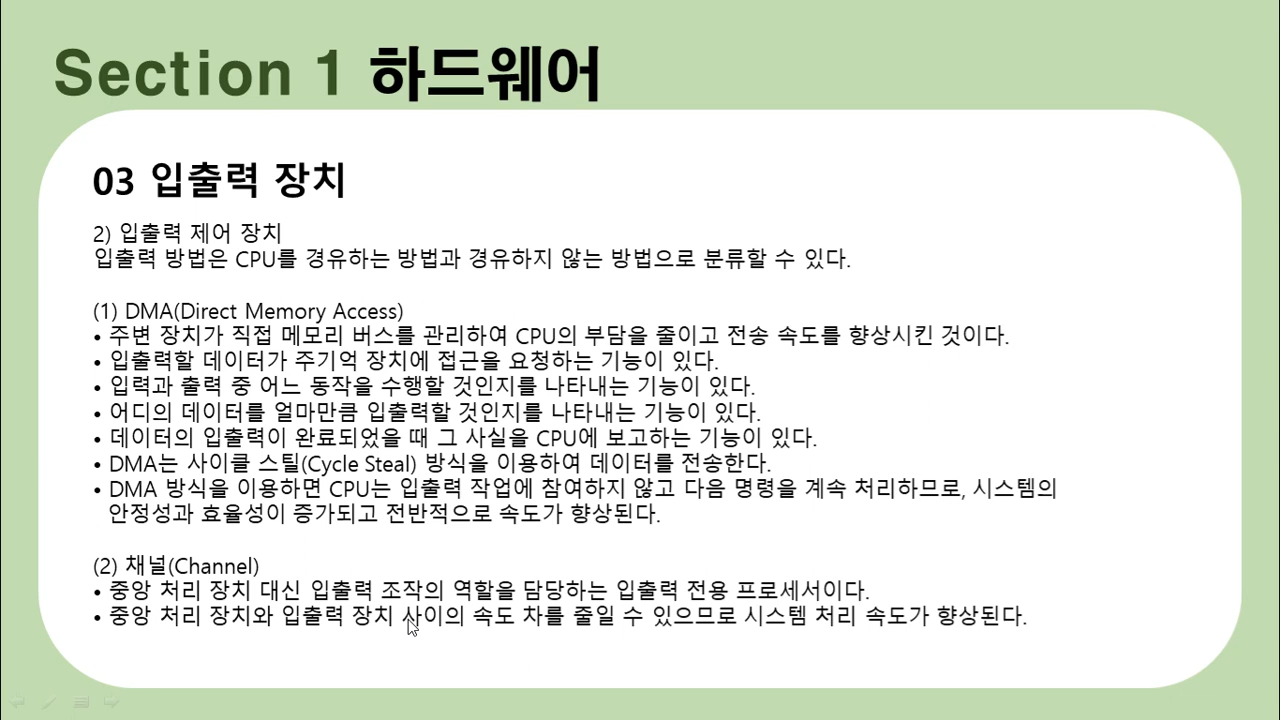 Section 1 하드웨어
03 입출력 장치
2) 입출력 제어 장치
입출력 방법은 CPU를 경유하는 방법과 경유하지 않는 방법으로 분류할 수 있다.
(1) DMA(Direct Memory Access)
• 주변 장치가 직접 메모리 버스를 관리하여 CPU의 부담을 줄이고 전송 속도를 향상시킨 것이다.
• 입출력할 데이터가 주기억 장치에 접근을 요청하는 기능이 있다.
• 입력과 출력 중 어느 동작을 수행할 것인지를 나타내는 기능이 있다.
• 어디의 데이터를 얼마만큼 입출력할 것인지를 나타내는 기능이 있다.
• 데이터의 입출력이 완료되었을 때 그 사실을 CPU에 보고하는 기능이 있다.
• DMA는 사이클 스틸(Cycle Steal) 방식을 이용하여 데이터를 전송한다.
• DMA 방식을 이용하면 CPU는 입출력 작업에 참여하지 않고 다음 명령을 계속 처리하므로, 시스템의
안정성과 효율성이 증가되고 전반적으로 속도가 향상된다.
(2) 채널(Channel)
• 중앙 처리 장치 대신 입출력 조작의 역할을 담당하는 입출력 전용 프로세서이다.
• 중앙 처리 장치와 입출력 장치 사이의 속도 차를 줄일 수 있으므로 시스템 처리 속도가 향상된다.